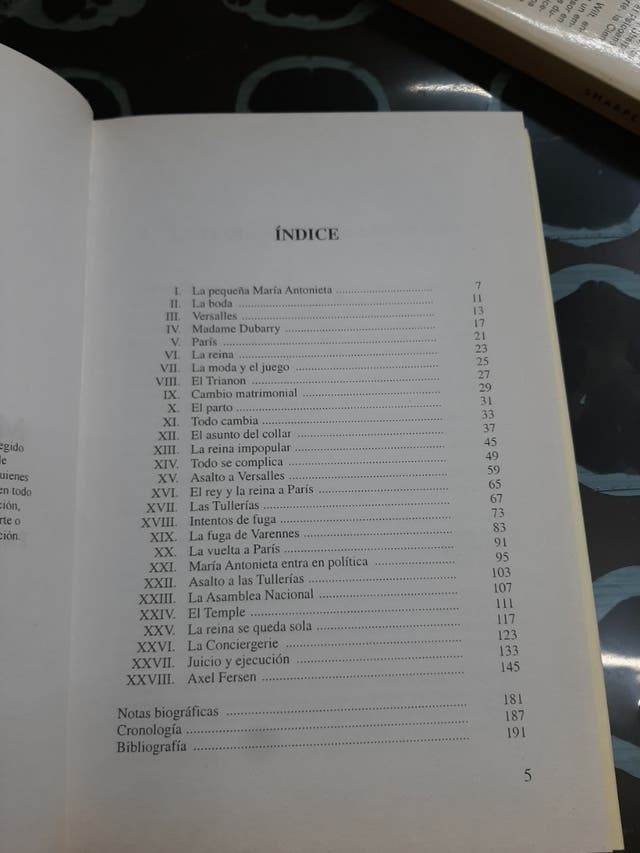 ÍNDICE
I. La pequeña María Antonieta ........ 7
II. La boda ........ 11
III. Versalles ........ 13
IV. Madame Dubarry ........ 17
V. París ........ 21
VI. La reina ........ 23
VII. La moda y el juego ........ 25
VIII. El Trianon ........ 27
IX. Cambio matrimonial ........ 29
X. El parto ........ 31
XI. Todo cambia ........ 33
XII. El asunto del collar ........ 37
XIII. La reina impopular ........ 45
XIV. Todo se complica ........ 49
XV. Asalto a Versalles ........ 59
XVI. El rey y la reina a París ........ 65
XVII. Las Tullerías ........ 67
XVIII. Intentos de fuga ........ 73
XIX. La fuga de Varennes ........ 83
XX. La vuelta a París ........ 91
XXI. María Antonieta entra en política ........ 95
XXII. Asalto a las Tullerías ........ 103
XXIII. La Asamblea Nacional ........ 107
XXIV. El Temple ........ 111
XXV. La reina se queda sola ........ 117
XXVI. La Conciergerie ........ 123
XXVII. Juicio y ejecución ........ 133
XXVIII. Axel Fersen ........ 145
Notas biográficas ........ 181
Cronología ........ 187
Bibliografía ........ 191
5
egido
le
uienes
en todo
ción,
rte o
ción.
SHARPE